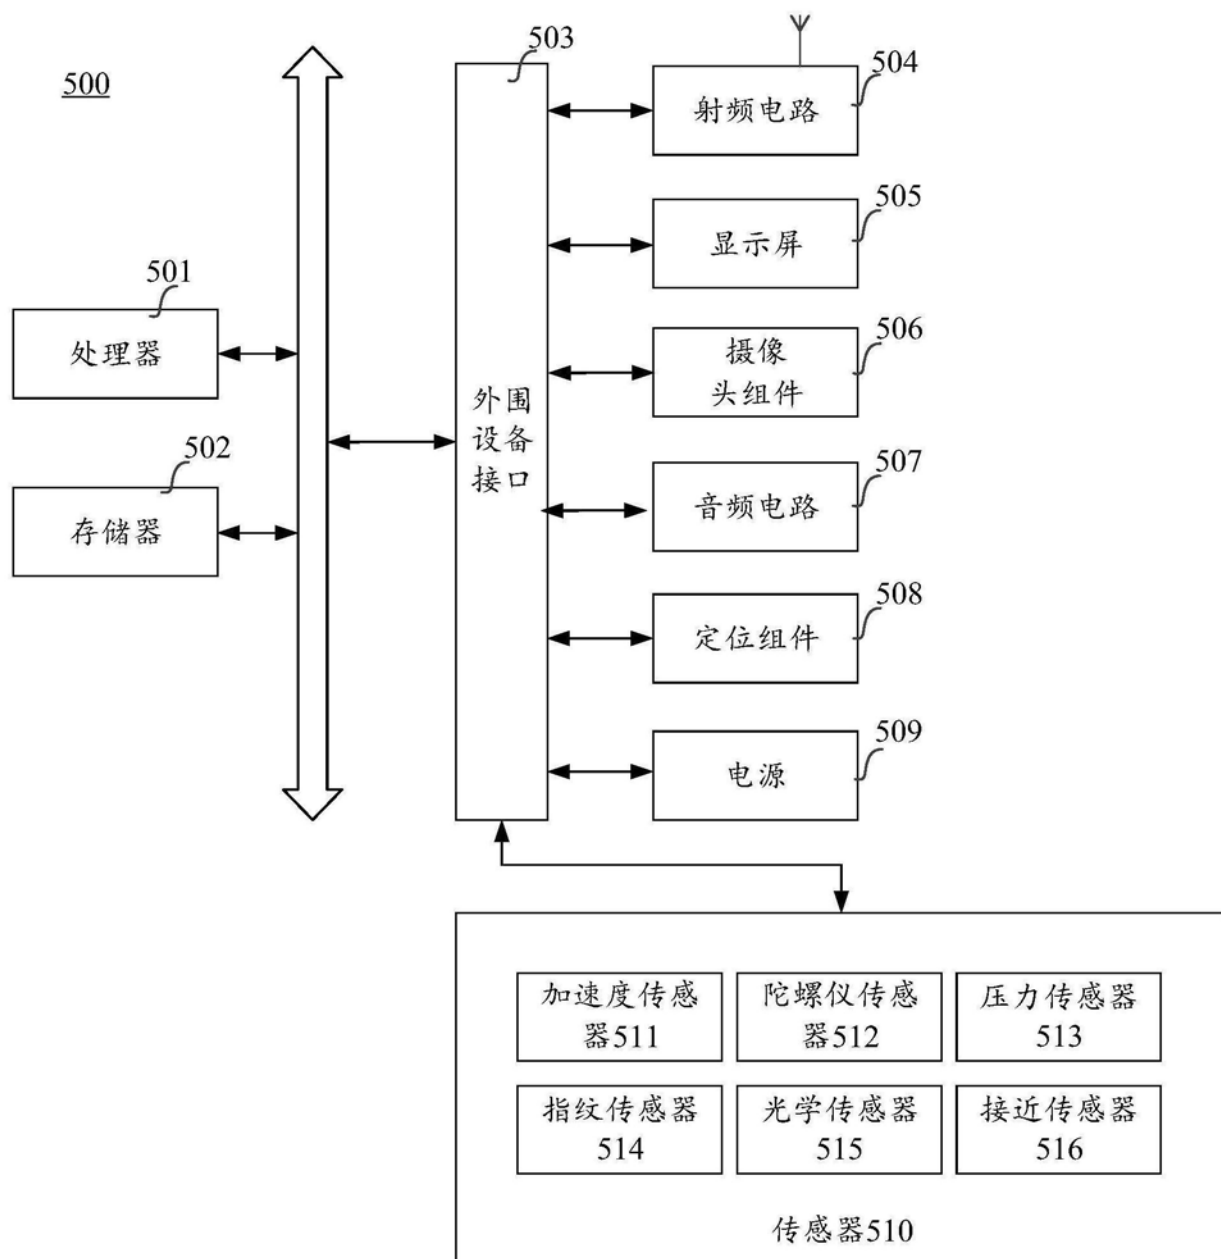 500
503
504
射频电路
505
显示屏
501
处理器
506
摄像
头组件
外围
设备
接口
502
存储器
507
音频电路
508
定位组件
509
电源
加速度传感
器511
陀螺仪传感
器512
压力传感器
513
指纹传感器
514
光学传感器
515
接近传感器
516
传感器510